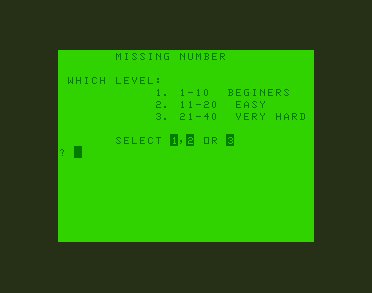 MISSING NUMBER
WHICH LEVEL:
1. 1-10 BEGINERS
2. 11-20 EASY
3. 21-40 VERY HARD
SELECT 1,2 OR 3
?